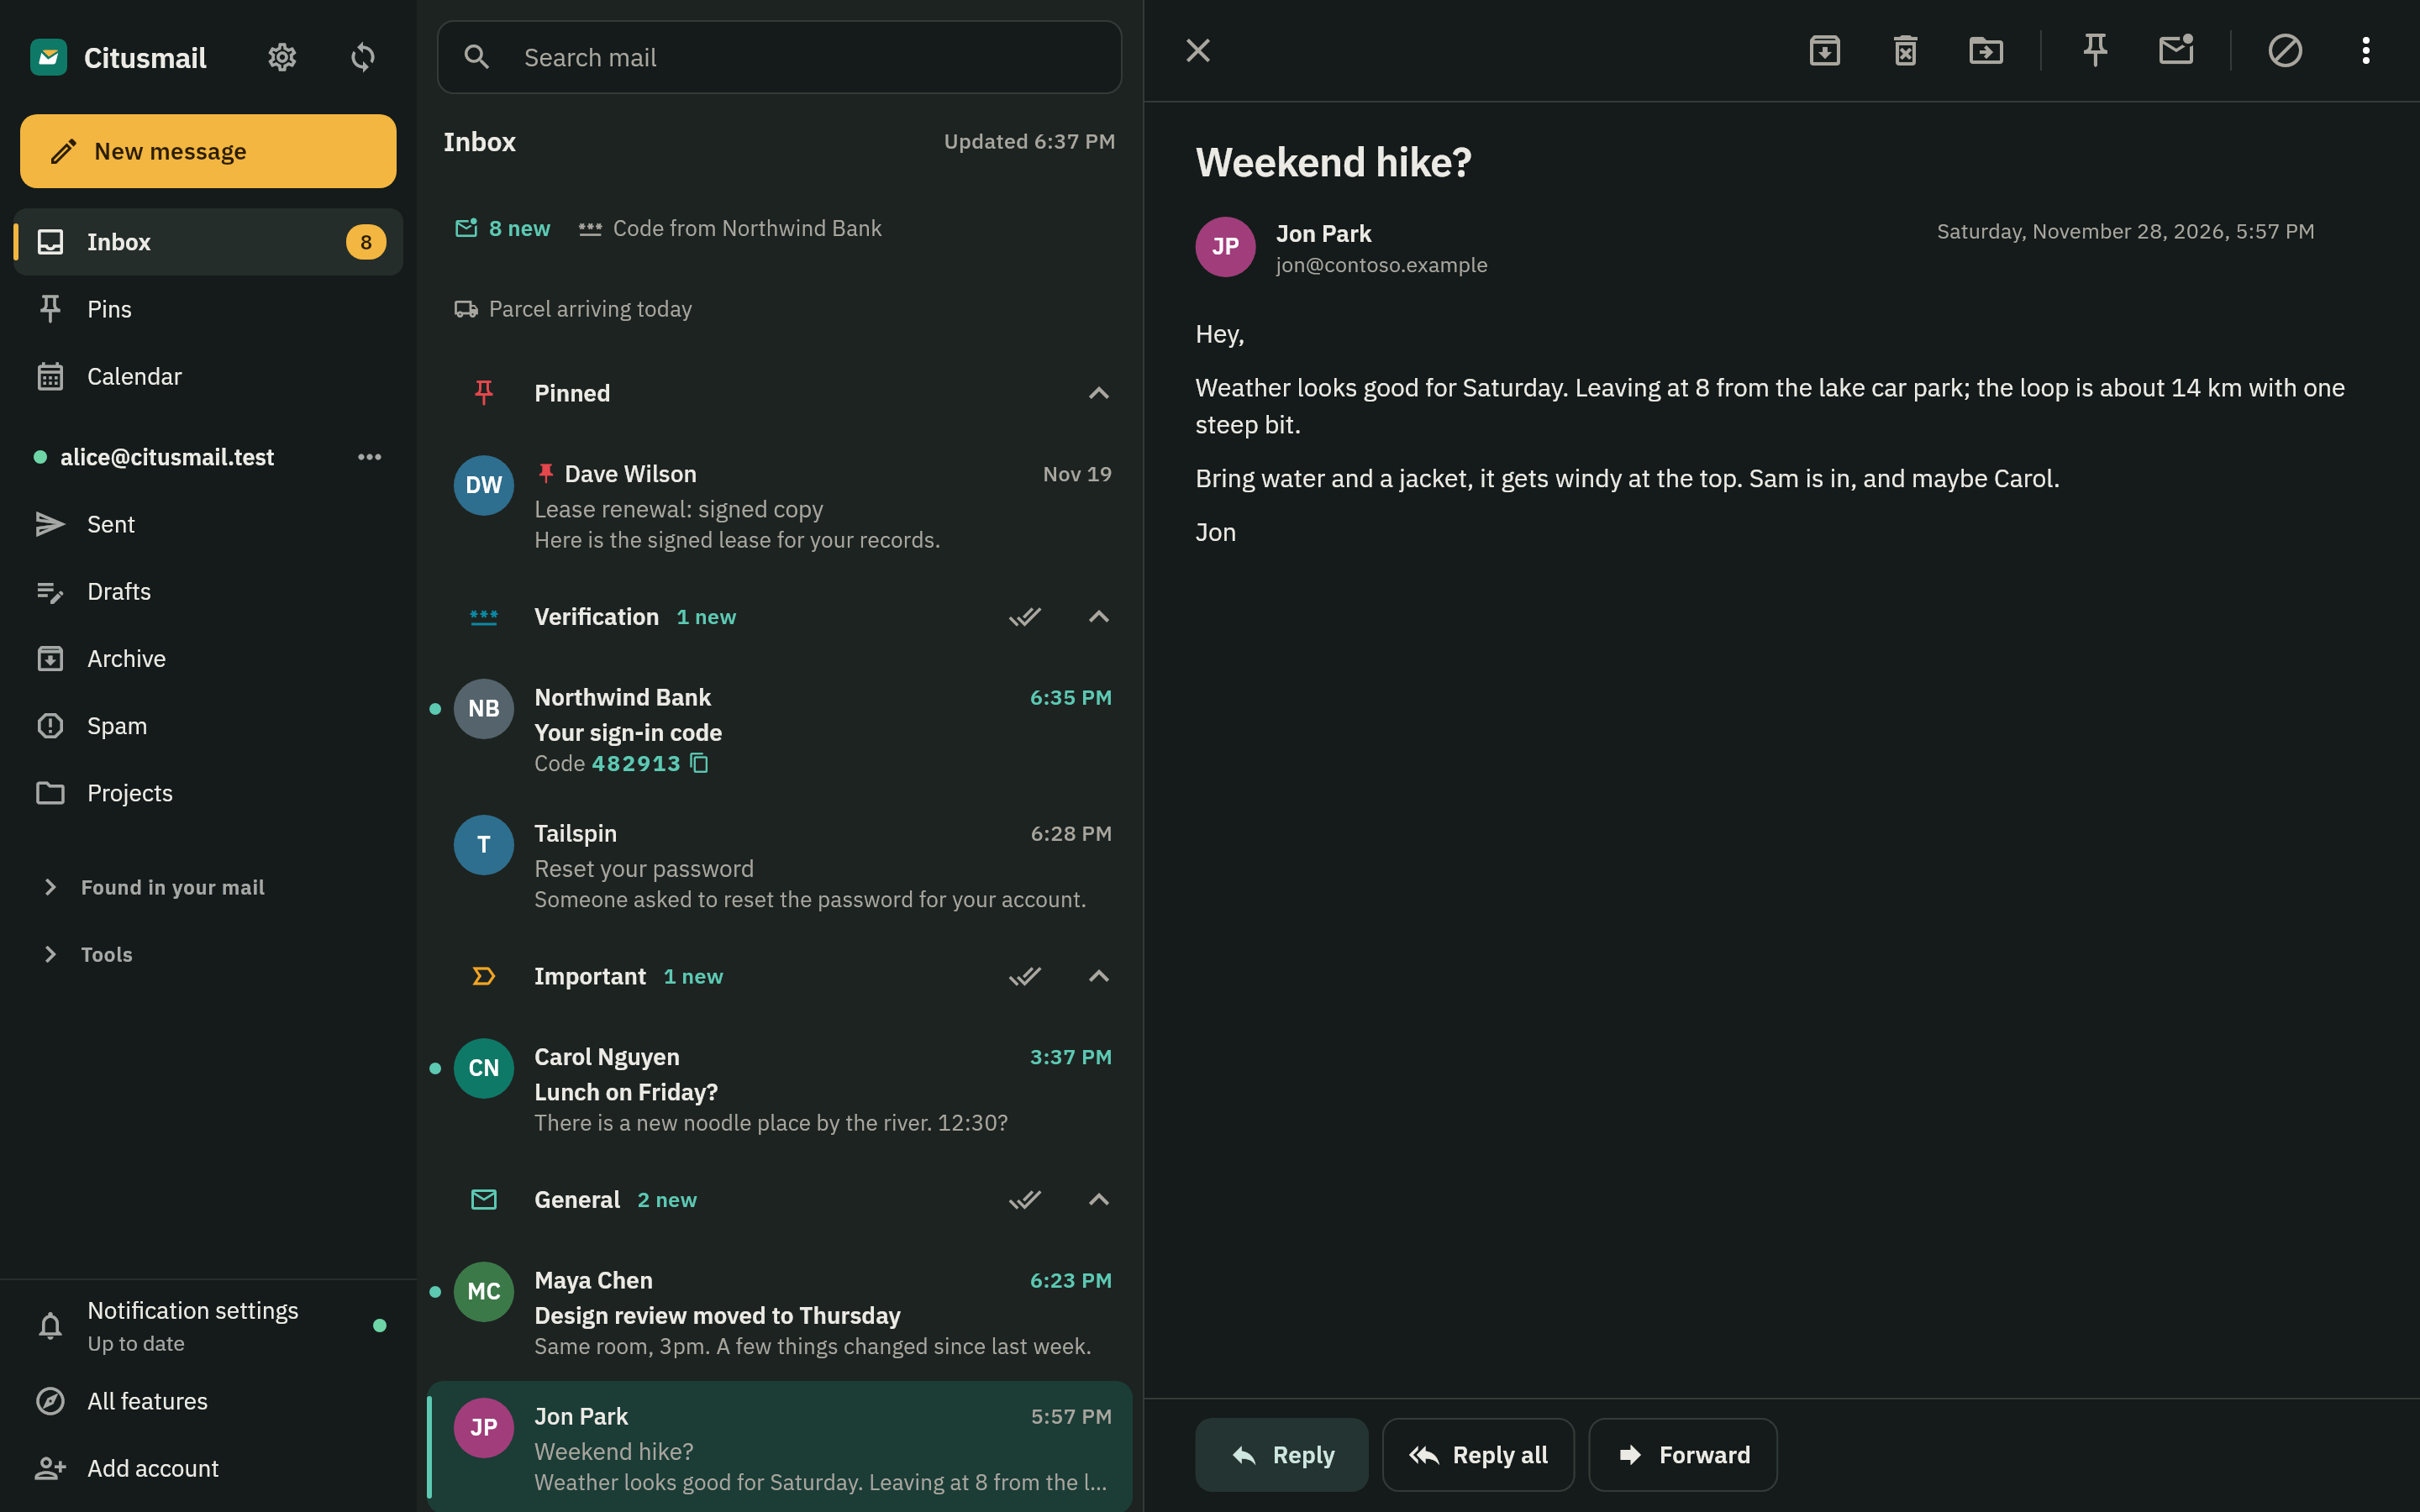 Citusmail
New message
Inbox 8
Pins
Calendar
alice@citusmail.test
Sent
Drafts
Archive
Spam
Projects
Found in your mail
Tools
Notification settings
Up to date
All features
Add account
Search mail
Inbox Updated 6:37 PM
8 new Code from Northwind Bank
Parcel arriving today
Pinned
DW Dave Wilson Nov 19
Lease renewal: signed copy
Here is the signed lease for your records.
Verification 1 new
NB Northwind Bank 6:35 PM
Your sign-in code
Code 482913
T Tailspin 6:28 PM
Reset your password
Someone asked to reset the password for your account.
Important 1 new
CN Carol Nguyen 3:37 PM
Lunch on Friday?
There is a new noodle place by the river. 12:30?
General 2 new
MC Maya Chen 6:23 PM
Design review moved to Thursday
Same room, 3pm. A few things changed since last week.
JP Jon Park 5:57 PM
Weekend hike?
Weather looks good for Saturday. Leaving at 8 from the l...
Weekend hike?
JP Jon Park Saturday, November 28, 2026, 5:57 PM
jon@contoso.example
Hey,
Weather looks good for Saturday. Leaving at 8 from the lake car park; the loop is about 14 km with one
steep bit.
Bring water and a jacket, it gets windy at the top. Sam is in, and maybe Carol.
Jon
Reply Reply all Forward